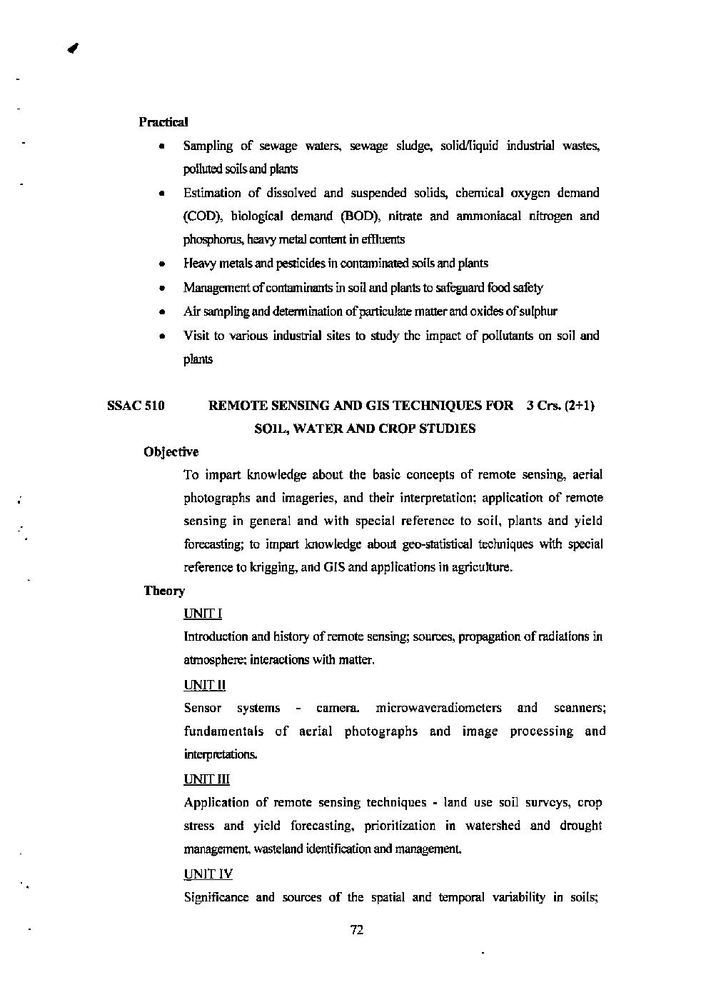 Practical
• Sampling of sewage waters, sewage sludge, solid/liquid industrial wastes,
polluted soils and plants
• Estimation of dissolved and suspended solids, chemical oxygen demand
(COD), biological demand (BOD), nitrate and ammoniacal nitrogen and
phosphorus, heavy metal content in effluents
• Heavy metals and pesticides in contaminated soils and plants
• Management of contaminants in soil and plants to safeguard food safety
• Air sampling and determination of particulate matter and oxides of sulphur
• Visit to various industrial sites to study the impact of pollutants on soil and
plants
SSAC 510 REMOTE SENSING AND GIS TECHNIQUES FOR 3 Crs. (2+1)
SOIL, WATER AND CROP STUDIES
Objective
To impart knowledge about the basic concepts of remote sensing, aerial
photographs and imageries, and their interpretation; application of remote
sensing in general and with special reference to soil, plants and yield
forecasting; to impart knowledge about geo-statistical techniques with special
reference to krigging, and GIS and applications in agriculture.
Theory
UNIT I
Introduction and history of remote sensing; sources, propagation of radiations in
atmosphere; interactions with matter.
UNIT II
Sensor systems - camera. microwaveradiometers and scanners;
fundamentals of aerial photographs and image processing and
interpretations.
UNIT III
Application of remote sensing techniques - land use soil surveys, crop
stress and yield forecasting, prioritization in watershed and drought
management, wasteland identification and management.
UNIT IV
Significance and sources of the spatial and temporal variability in soils;
72